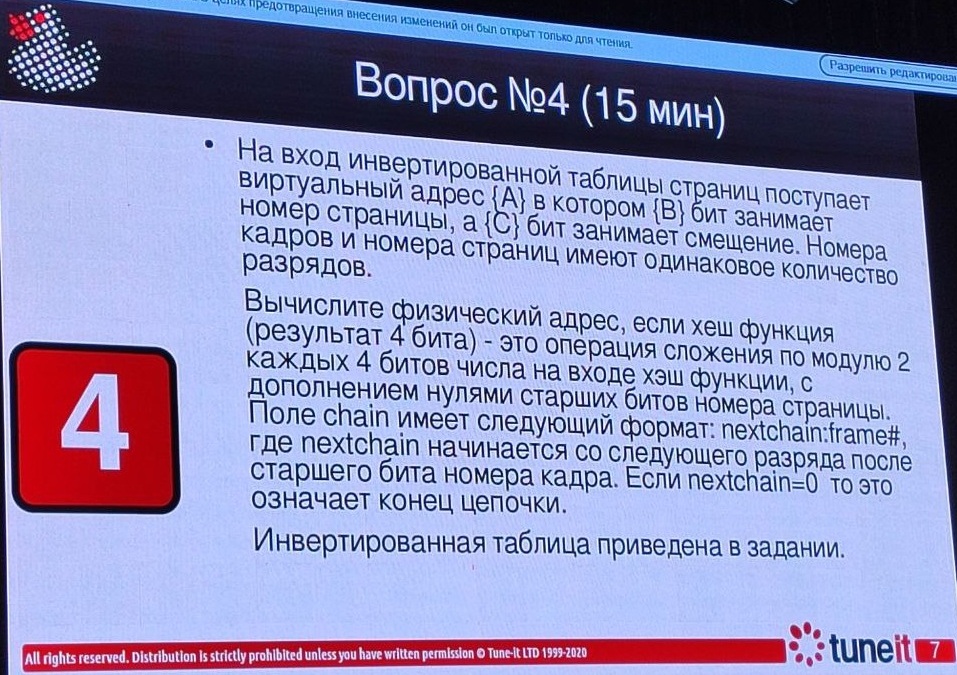 целях предотвращения внесения изменений он был открыт только для чтения.
Разрешить редактирова
Вопрос №4 (15 мин)
• На вход инвертированной таблицы страниц поступает
виртуальный адрес {A} в котором {B} бит занимает
номер страницы, а {C} бит занимает смещение. Номера
кадров и номера страниц имеют одинаковое количество
разрядов.
Вычислите физический адрес, если хеш функция
(результат 4 бита) - это операция сложения по модулю 2
каждых 4 битов числа на входе хэш функции, с
дополнением нулями старших битов номера страницы.
Поле chain имеет следующий формат: nextchain:frame#,
где nextchain начинается со следующего разряда после
старшего бита номера кадра. Если nextchain=0 то это
означает конец цепочки.
Инвертированная таблица приведена в задании.
4
All rights reserved. Distribution is strictly prohibited unless you have written permission © Tune-it LTD 1999-2020
tuneit
7